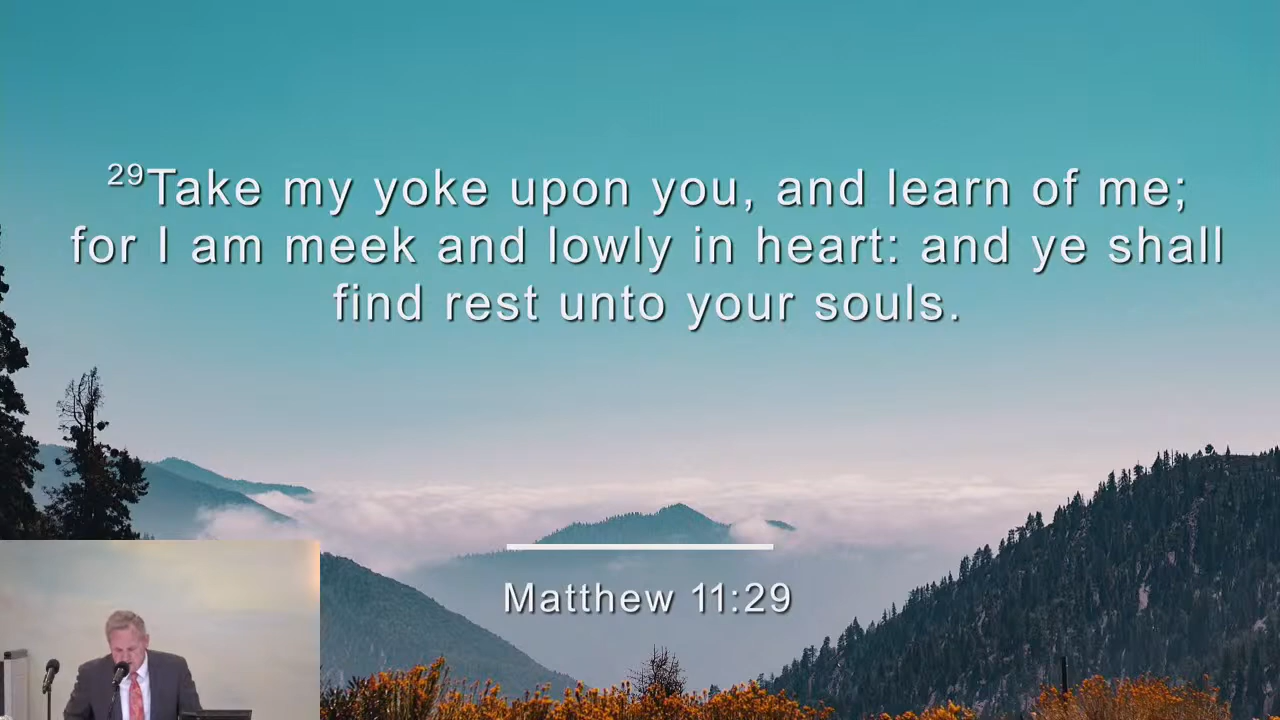 29Take my yoke upon you, and learn of me;
for I am meek and lowly in heart: and ye shall
find rest unto your souls.
Matthew 11:29